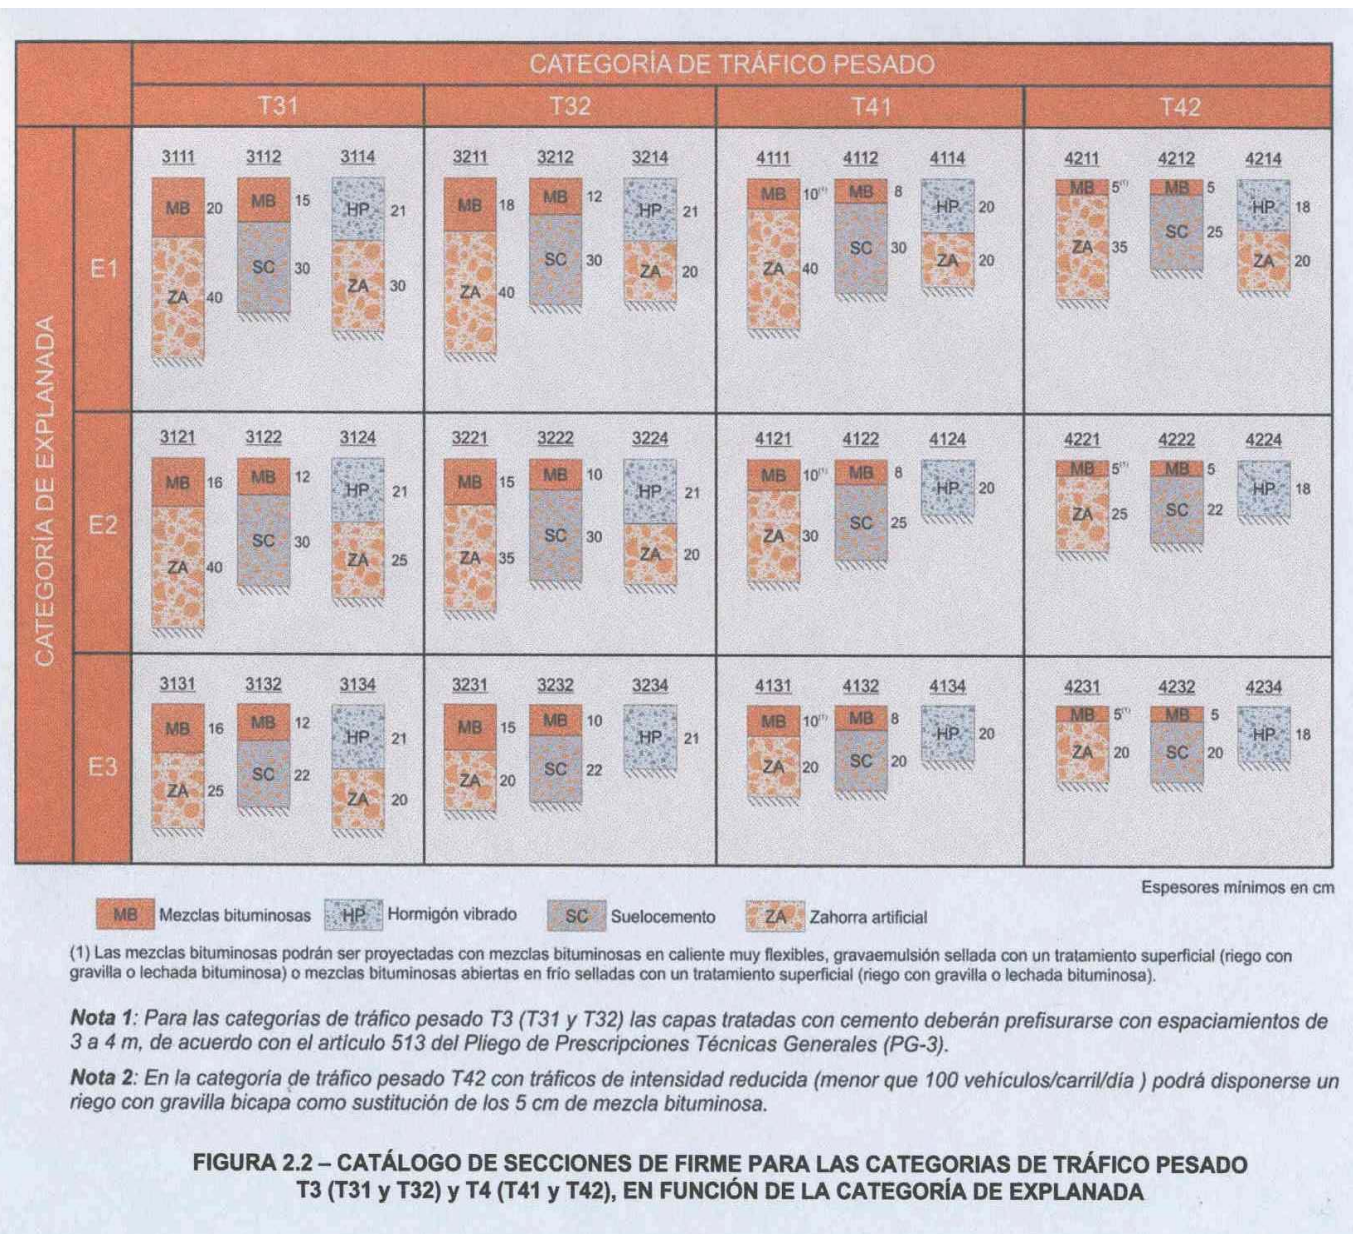 CATEGORÍA DE TRÁFICO PESADO
T31 T32 T41 T42
CATEGORÍA DE EXPLANADA
E1
3111 3112 3114 3211 3212 3214 4111 4112 4114 4211 4212 4214
MB 20 MB 15 HP 21 MB 18 MB 12 HP 21 MB 10(1) MB 8 HP 20 MB 5(1) MB 5 HP 18
ZA 40 SC 30 ZA 30 ZA 40 SC 30 ZA 20 ZA 40 SC 30 ZA 20 ZA 35 SC 25 ZA 20
E2
3121 3122 3124 3221 3222 3224 4121 4122 4124 4221 4222 4224
MB 16 MB 12 HP 21 MB 15 MB 10 HP 21 MB 10(1) MB 8 HP 20 MB 5(1) MB 5 HP 18
ZA 40 SC 30 ZA 25 ZA 35 SC 30 ZA 20 ZA 30 SC 25 ZA 25 SC 22
E3
3131 3132 3134 3231 3232 3234 4131 4132 4134 4231 4232 4234
MB 16 MB 12 HP 21 MB 15 MB 10 HP 21 MB 10(1) MB 8 HP 20 MB 5(1) MB 5 HP 18
ZA 25 SC 22 ZA 20 ZA 20 SC 22 ZA 20 SC 20 ZA 20 SC 20
Espesores mínimos en cm
MB Mezclas bituminosas HP Hormigón vibrado SC Suelocemento ZA Zahorra artificial
(1) Las mezclas bituminosas podrán ser proyectadas con mezclas bituminosas en caliente muy flexibles, gravaemulsión sellada con un tratamiento superficial (riego con
gravilla o lechada bituminosa) o mezclas bituminosas abiertas en frío selladas con un tratamiento superficial (riego con gravilla o lechada bituminosa).
Nota 1: Para las categorías de tráfico pesado T3 (T31 y T32) las capas tratadas con cemento deberán prefisurarse con espaciamientos de
3 a 4 m, de acuerdo con el artículo 513 del Pliego de Prescripciones Técnicas Generales (PG-3).
Nota 2: En la categoría de tráfico pesado T42 con tráficos de intensidad reducida (menor que 100 vehículos/carril/día ) podrá disponerse un
riego con gravilla bicapa como sustitución de los 5 cm de mezcla bituminosa.
FIGURA 2.2 – CATÁLOGO DE SECCIONES DE FIRME PARA LAS CATEGORIAS DE TRÁFICO PESADO
T3 (T31 y T32) y T4 (T41 y T42), EN FUNCIÓN DE LA CATEGORÍA DE EXPLANADA